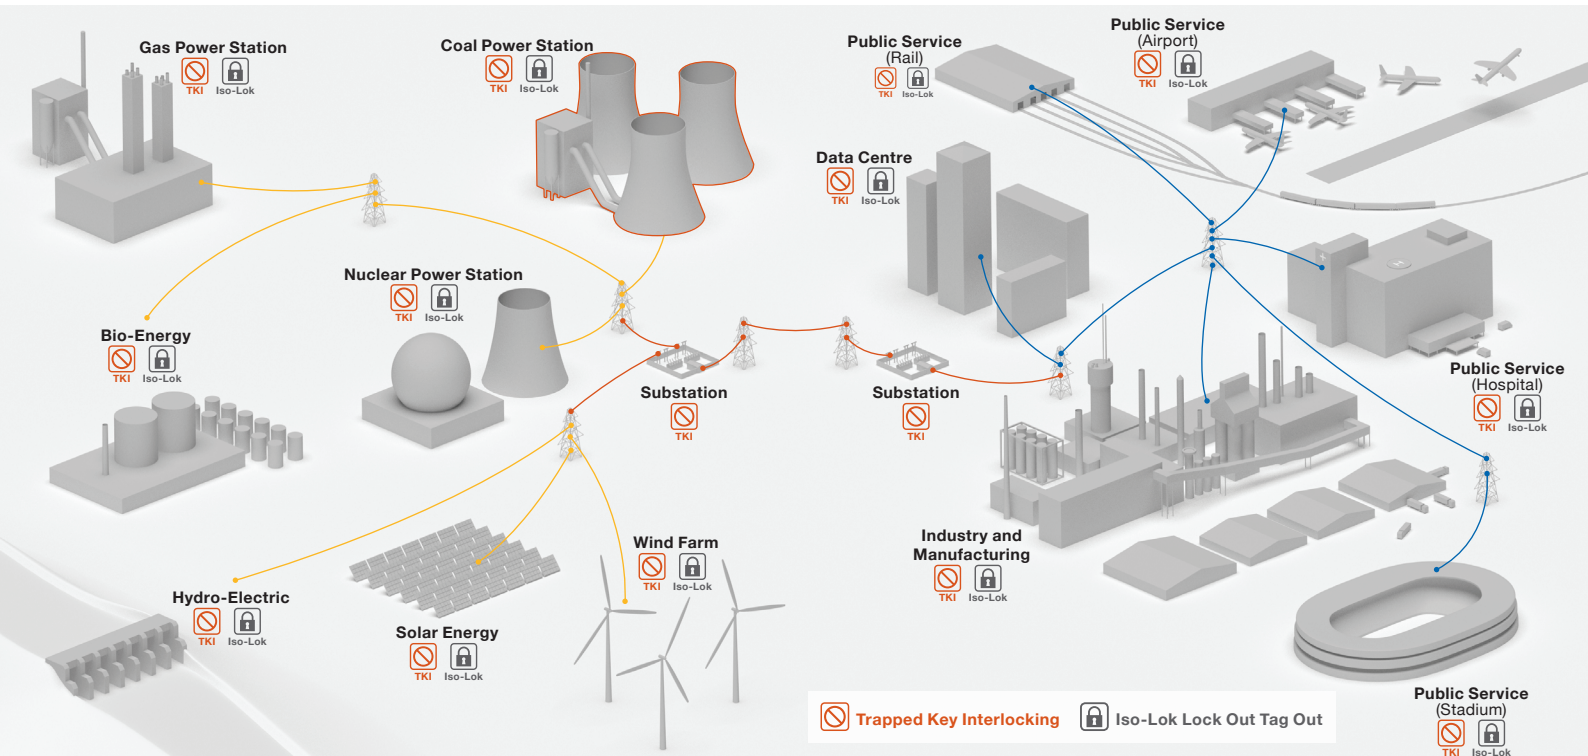 Gas Power Station
TKI Iso-Lok
Coal Power Station
TKI Iso-Lok
Public Service
(Rail)
TKI Iso-Lok
Public Service
(Airport)
TKI Iso-Lok
Data Centre
TKI Iso-Lok
Nuclear Power Station
TKI Iso-Lok
Bio-Energy
TKI Iso-Lok
Substation
TKI
Substation
TKI
Public Service
(Hospital)
TKI Iso-Lok
Industry and
Manufacturing
TKI Iso-Lok
Wind Farm
TKI Iso-Lok
Hydro-Electric
TKI Iso-Lok
Solar Energy
TKI Iso-Lok
Public Service
(Stadium)
TKI Iso-Lok
Trapped Key Interlocking Iso-Lok Lock Out Tag Out